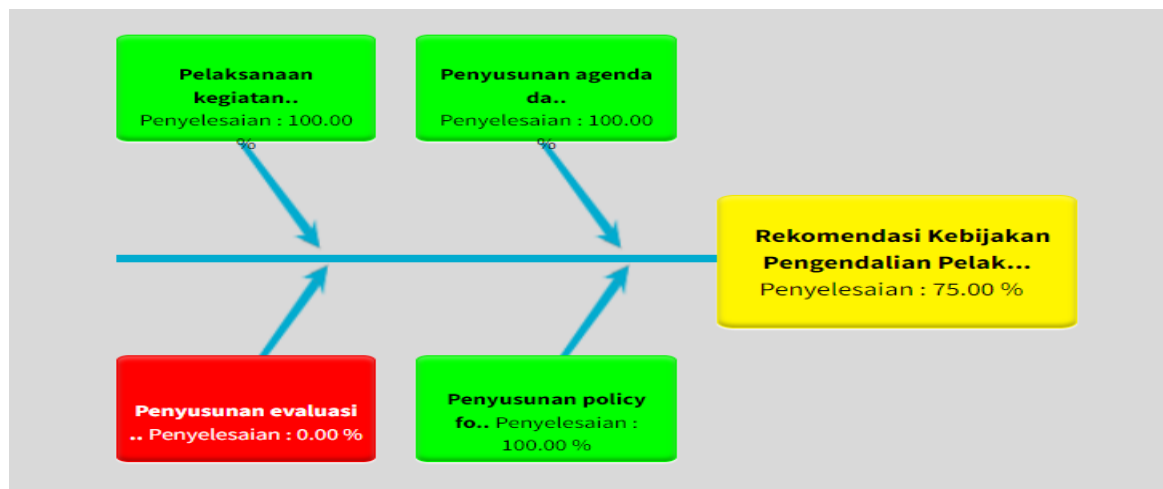 Pelaksanaan
kegiatan..
Penyelesaian : 100.00
%
Penyusunan agenda
da..
Penyelesaian : 100.00
%
Rekomendasi Kebijakan
Pengendalian Pelak...
Penyelesaian : 75.00 %
Penyusunan evaluasi
.. Penyelesaian : 0.00 %
Penyusunan policy
fo.. Penyelesaian :
100.00 %